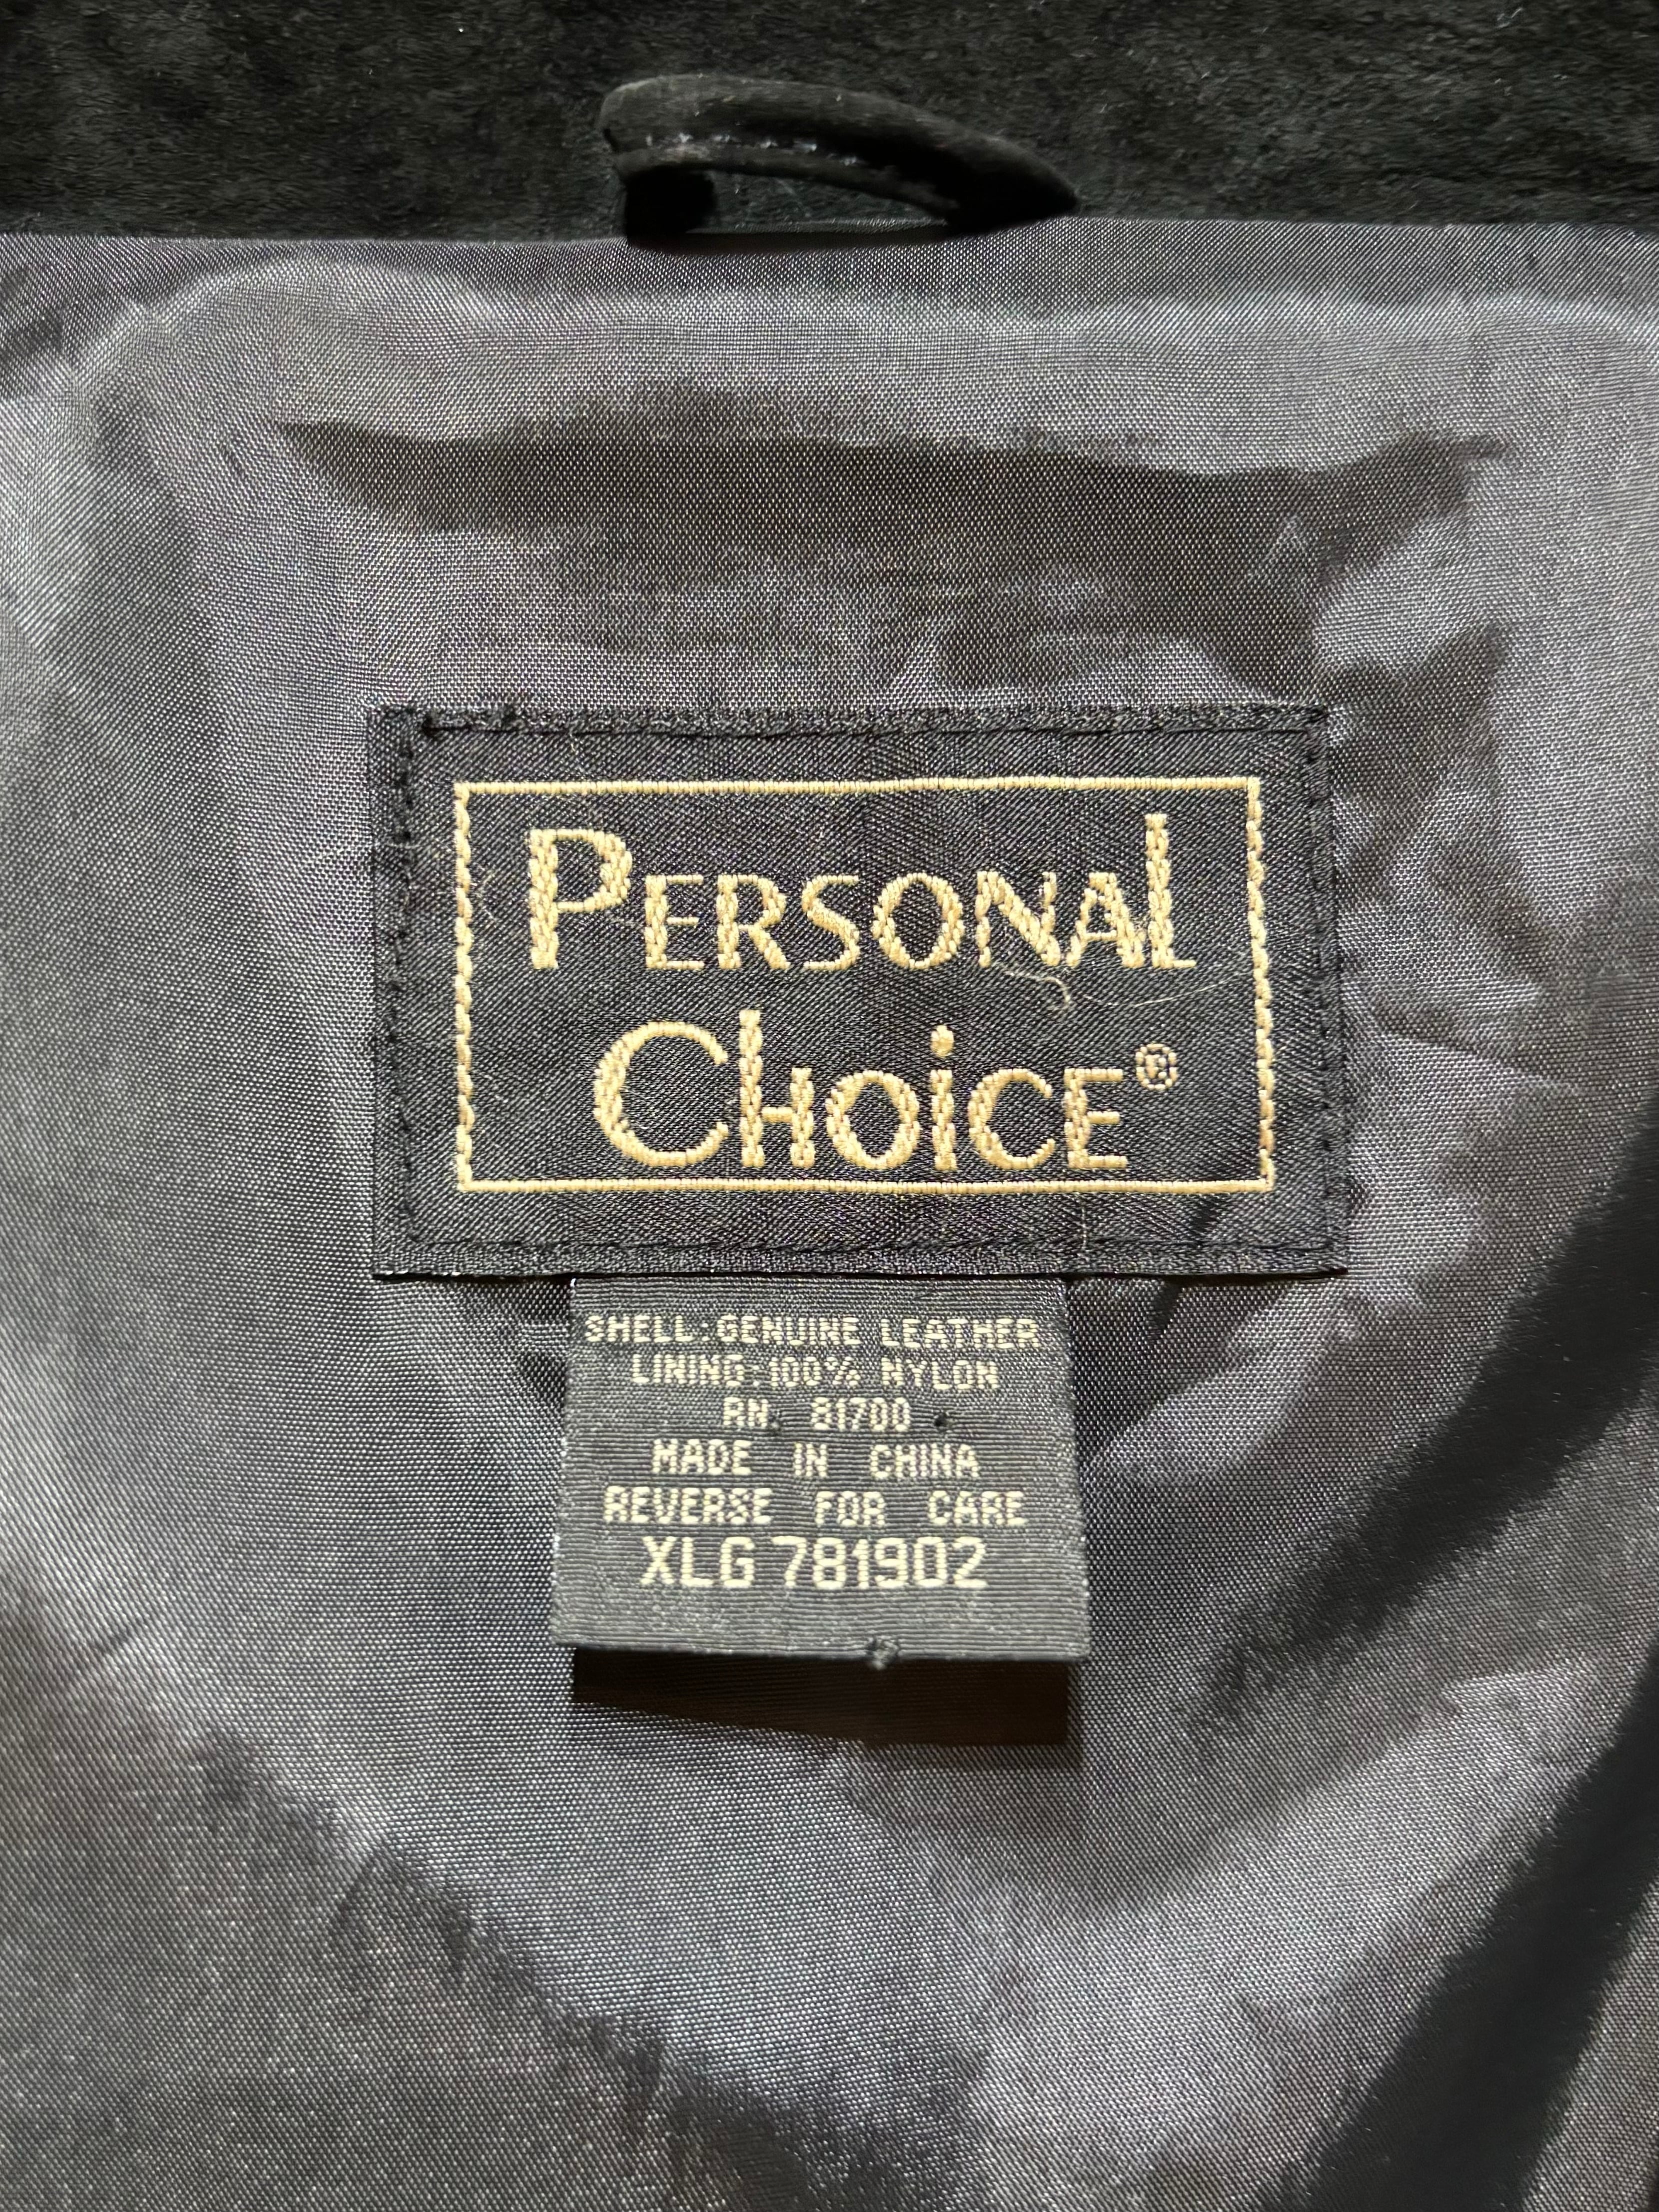 PERSONAL
CHOICE®
SHELL:GENUINE LEATHER
LINING:100% NYLON
RN. 81700
MADE IN CHINA
REVERSE FOR CARE
XLG 781902